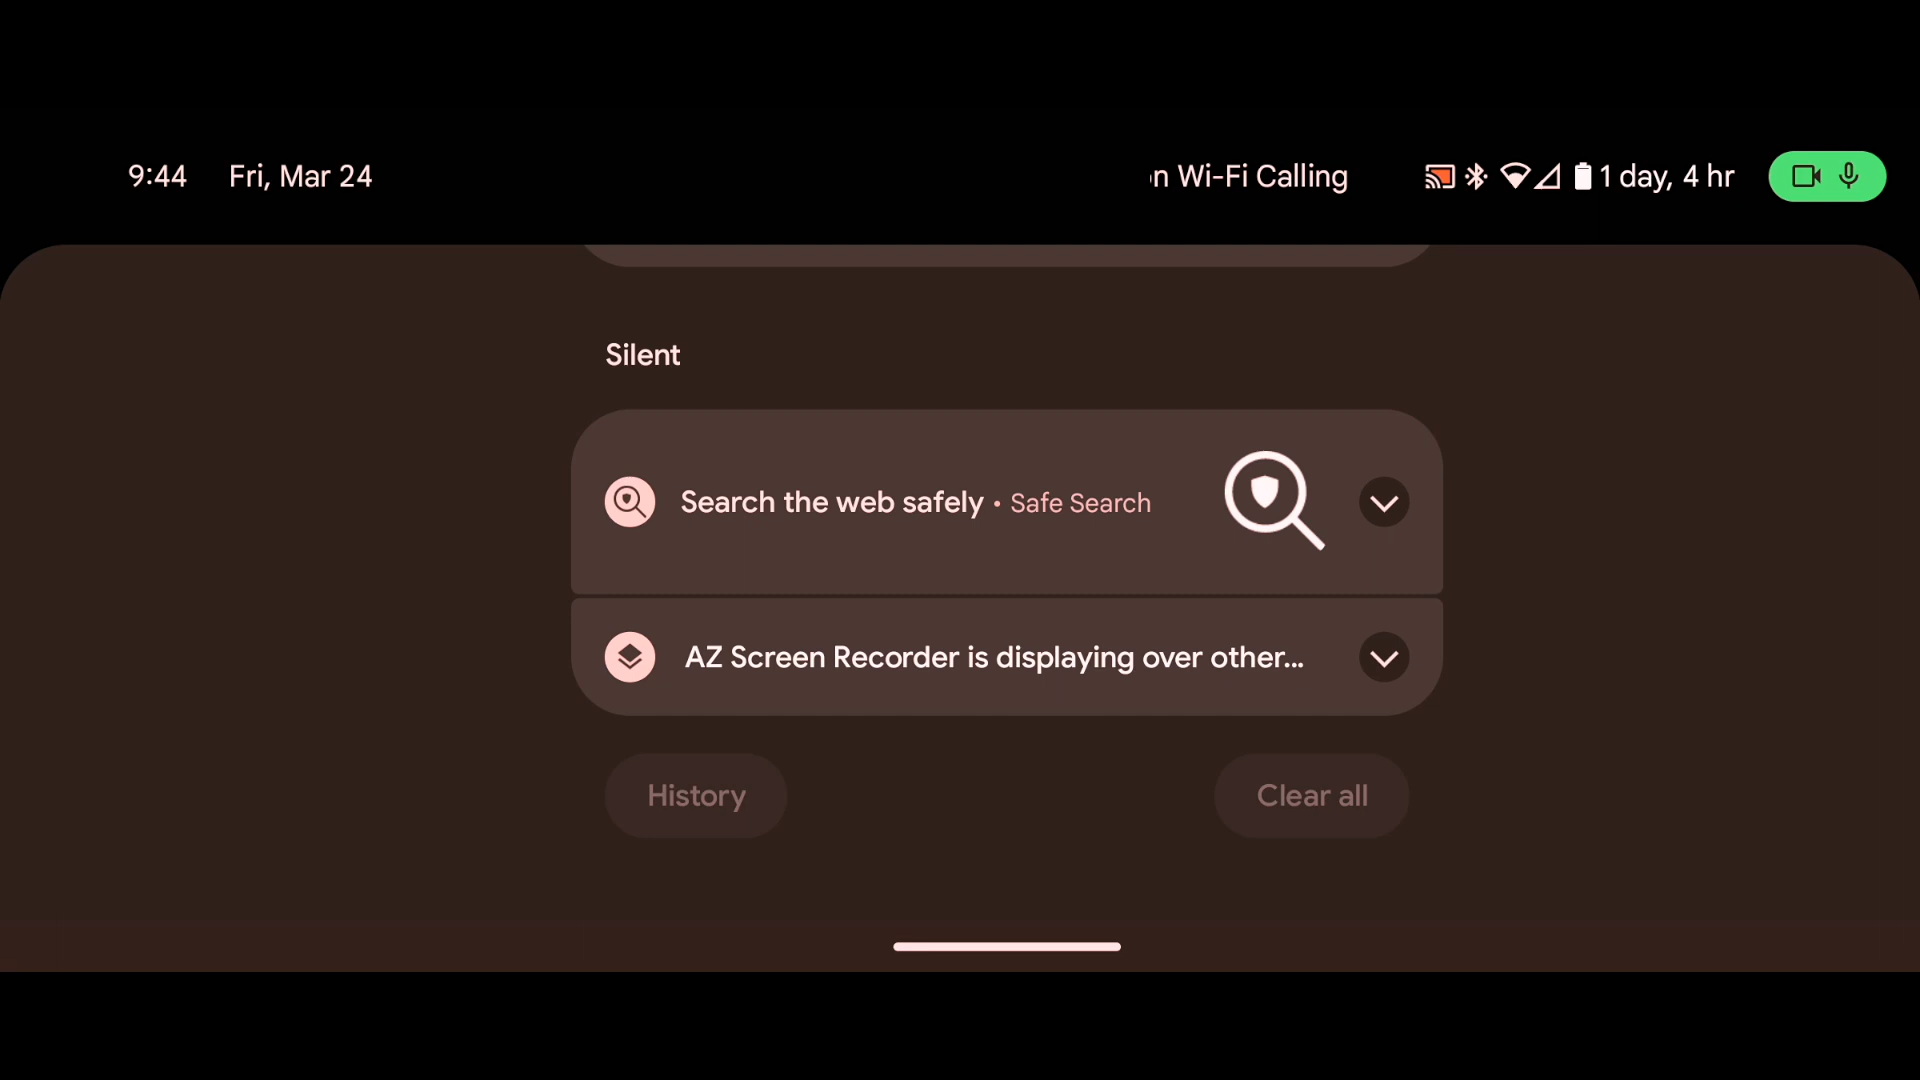 9:44 Fri, Mar 24 n Wi-Fi Calling 1 day, 4 hr
Silent
Search the web safely • Safe Search
AZ Screen Recorder is displaying over other...
History Clear all